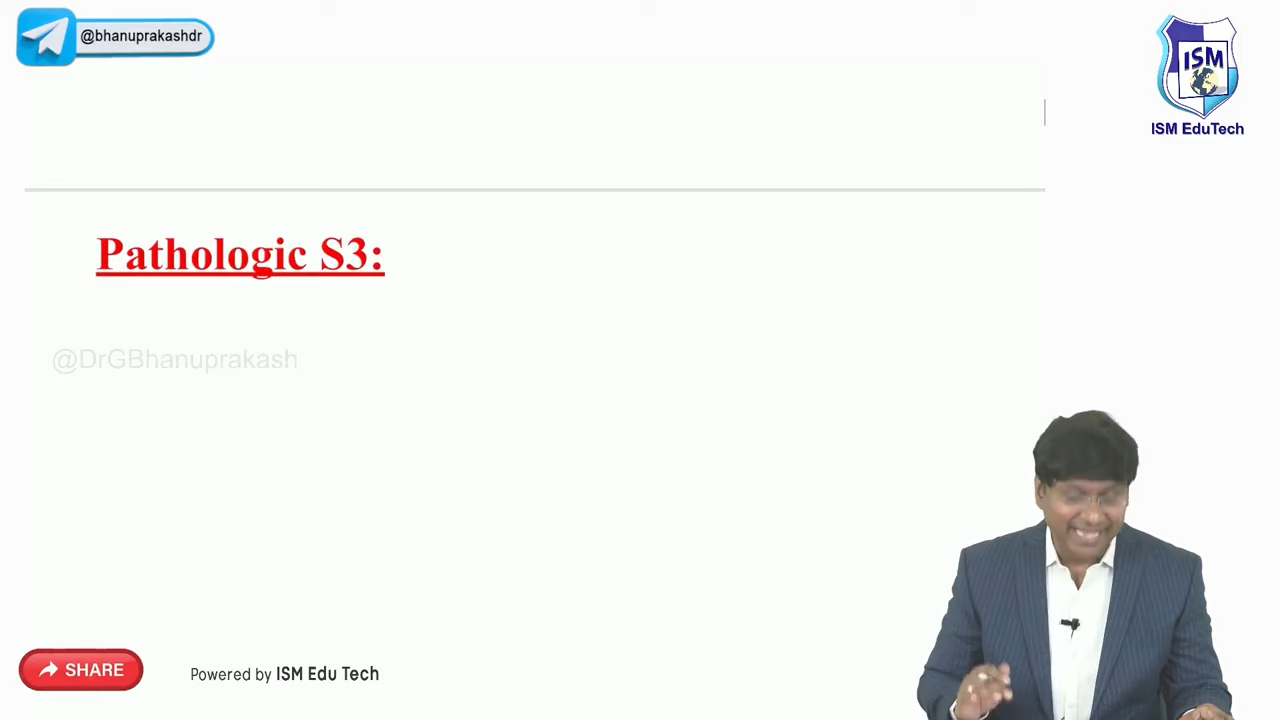 @bhanuprakashdr
ISM
ISM EduTech
Pathologic S3:
@DrGBhanuprakash
SHARE
Powered by ISM Edu Tech